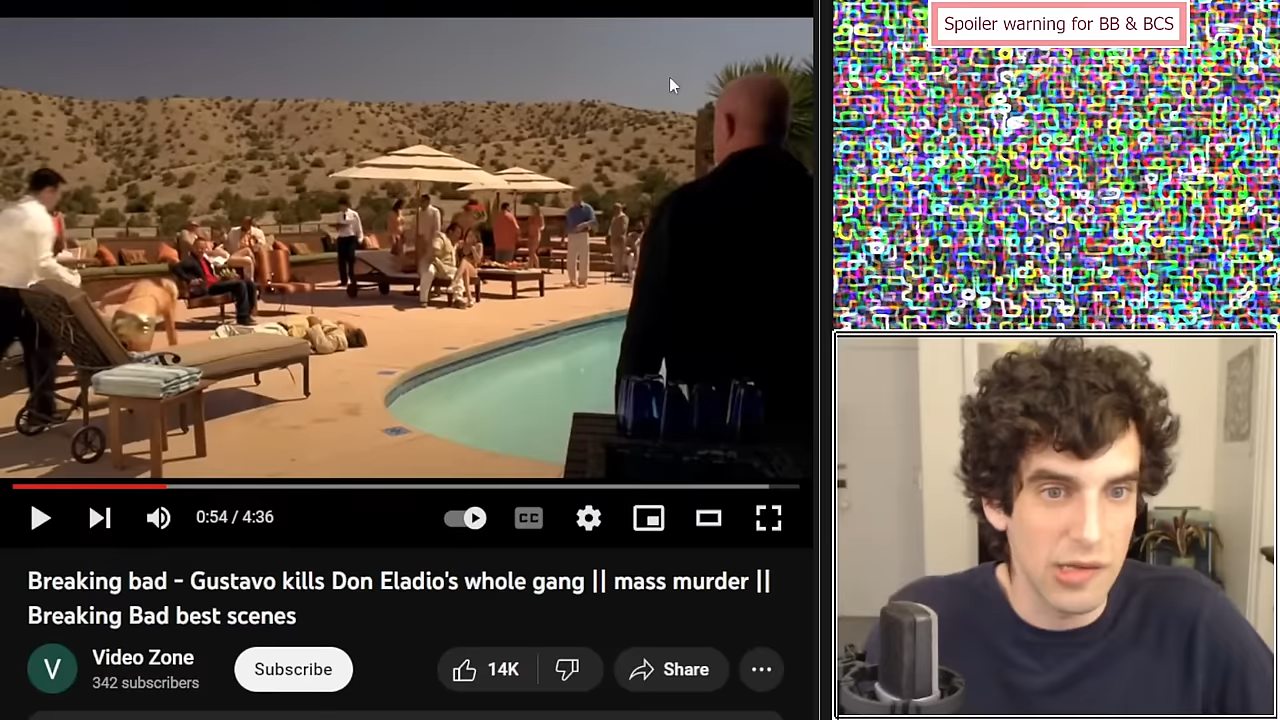 Spoiler warning for BB & BCS
0:54 / 4:36
CC
Breaking bad - Gustavo kills Don Eladio's whole gang || mass murder ||
Breaking Bad best scenes
V
Video Zone
342 subscribers
Subscribe
14K
Share